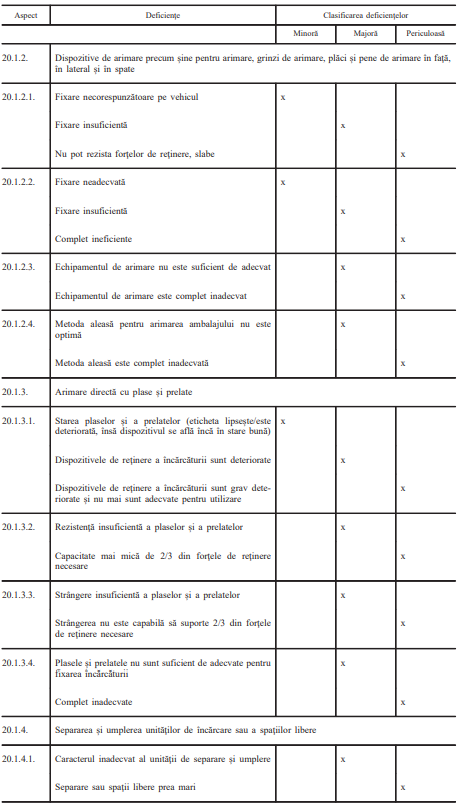 Aspect Deficiențe Clasificarea deficiențelor
Minoră Majoră Periculoasă
20.1.2. Dispozitive de arimare precum șine pentru arimare, grinzi de arimare, plăci și pene de arimare în față,
în lateral și în spate
20.1.2.1. Fixare necorespunzătoare pe vehicul x
Fixare insuficientă x
Nu pot rezista forțelor de reținere, slabe x
20.1.2.2. Fixare neadecvată x
Fixare insuficientă x
Complet ineficiente x
20.1.2.3. Echipamentul de arimare nu este suficient de adecvat x
Echipamentul de arimare este complet inadecvat x
20.1.2.4. Metoda aleasă pentru arimarea ambalajului nu este x
optimă
Metoda aleasă este complet inadecvată x
20.1.3. Arimare directă cu plase și prelate
20.1.3.1. Starea plaselor și a prelatelor (eticheta lipsește/este x
deteriorată, însă dispozitivul se află încă în stare bună)
Dispozitivele de reținere a încărcăturii sunt deteriorate x
Dispozitivele de reținere a încărcăturii sunt grav dete- x
riorate și nu mai sunt adecvate pentru utilizare
20.1.3.2. Rezistență insuficientă a plaselor și a prelatelor x
Capacitate mai mică de 2/3 din forțele de reținere x
necesare
20.1.3.3. Strângere insuficientă a plaselor și a prelatelor x
Strângerea nu este capabilă să suporte 2/3 din forțele x
de reținere necesare
20.1.3.4. Plasele și prelatele nu sunt suficient de adecvate pentru x
fixarea încărcăturii
Complet inadecvate x
20.1.4. Separarea și umplerea unităților de încărcare sau a spațiilor libere
20.1.4.1. Caracterul inadecvat al unității de separare și umplere x
Separare sau spații libere prea mari x